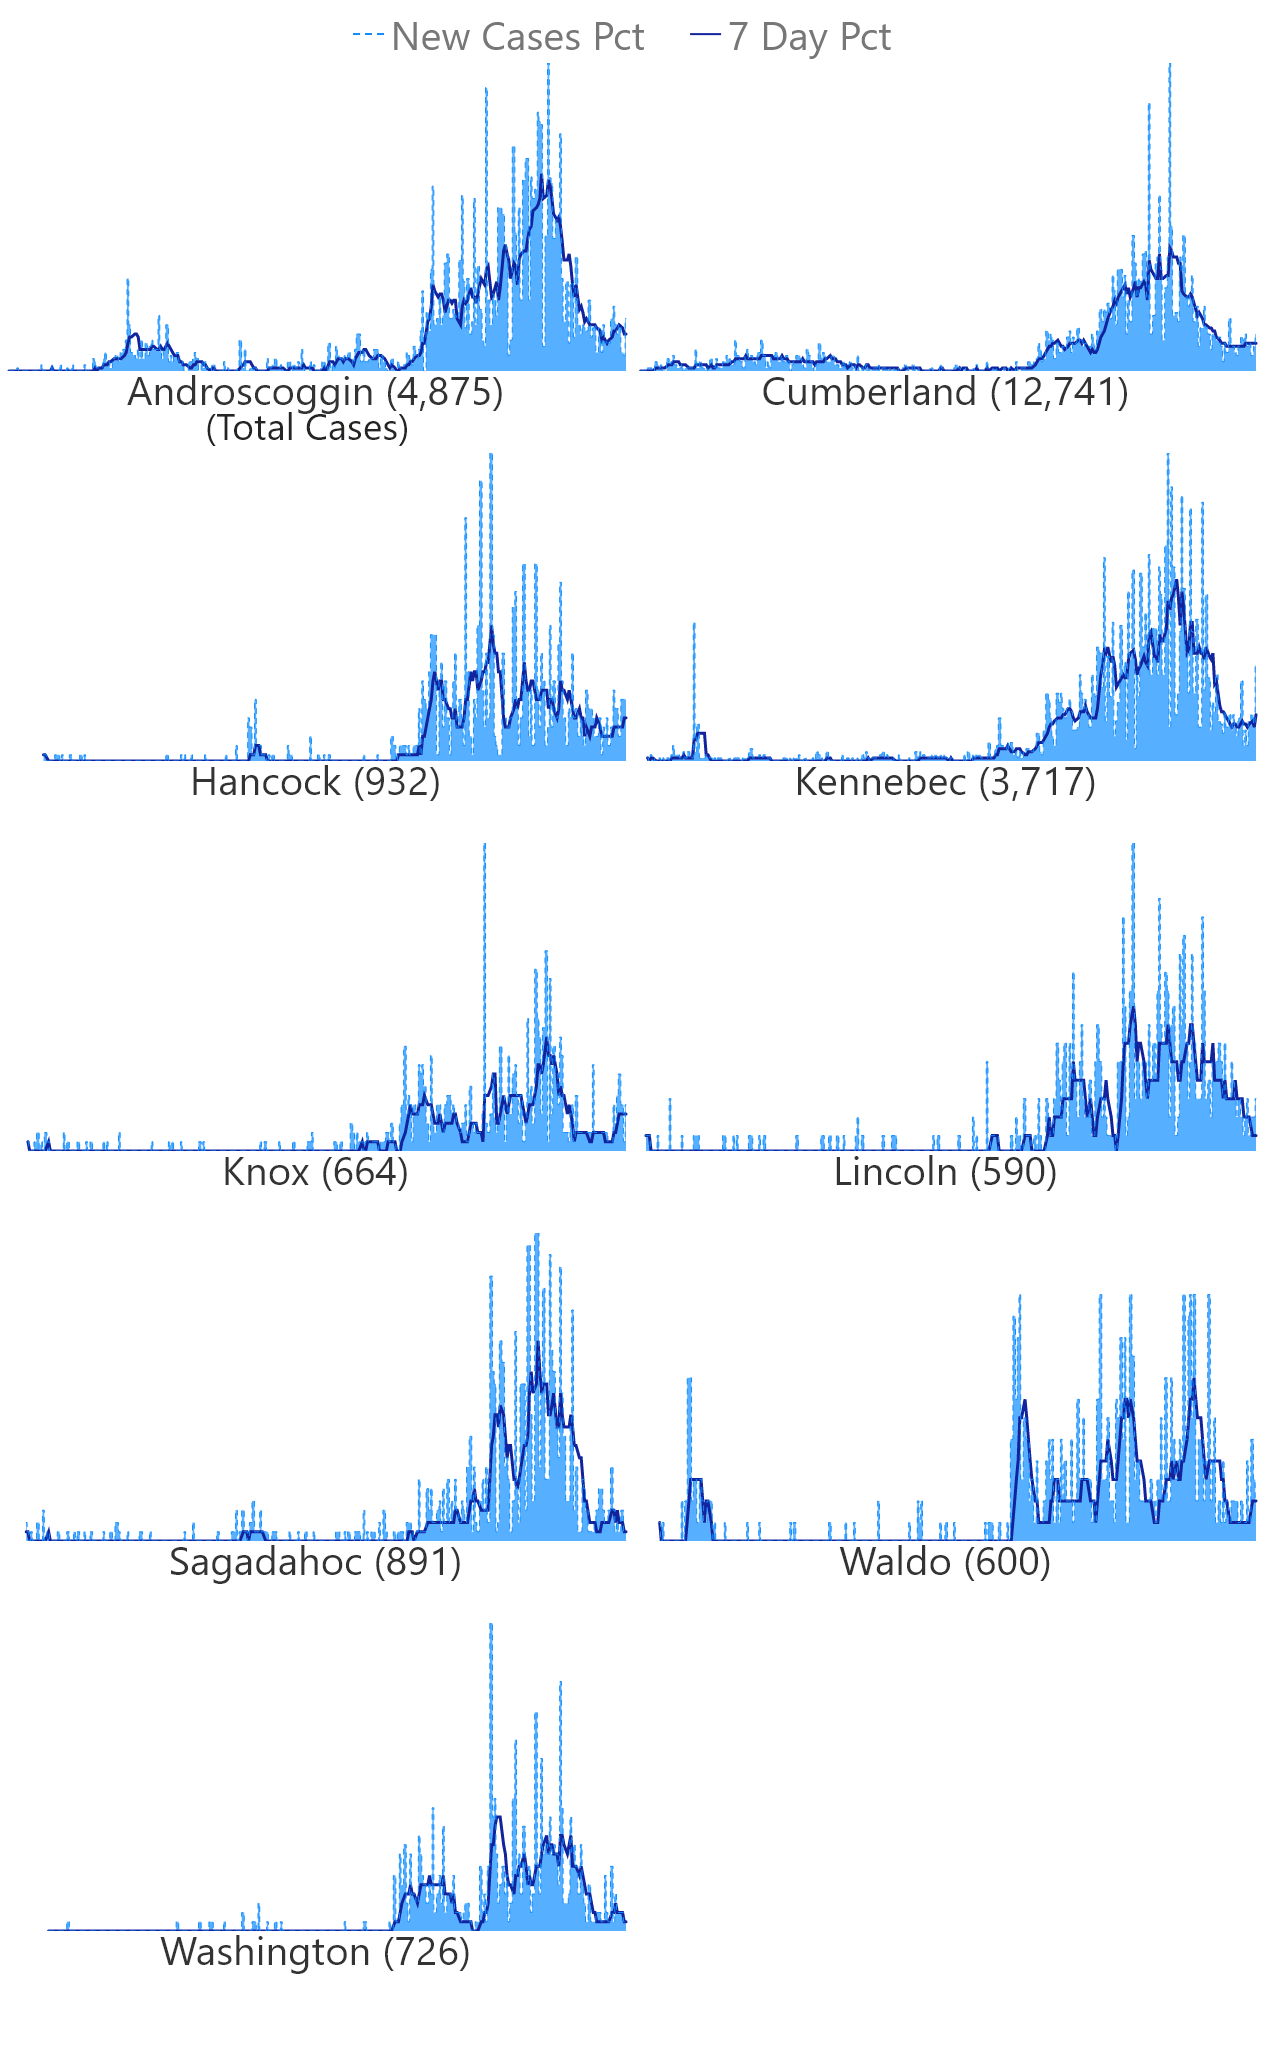 New Cases Pct 7 Day Pct
Androscoggin (4,875) Cumberland (12,741)
(Total Cases)
Hancock (932) Kennebec (3,717)
Knox (664) Lincoln (590)
Sagadahoc (891) Waldo (600)
Washington (726)